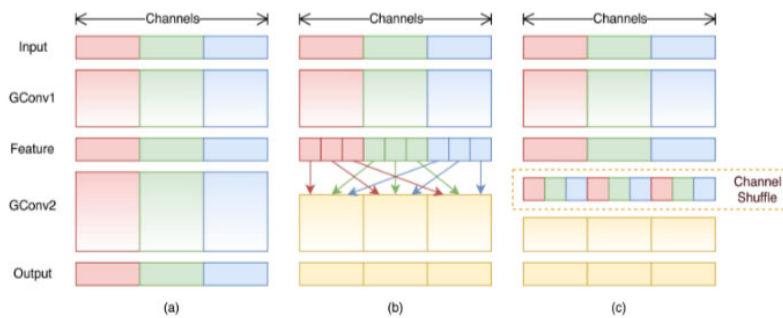 Channels Channels Channels
Input
GConv1
Feature
Channel
Shuffle
GConv2
Output
(a) (b) (c)